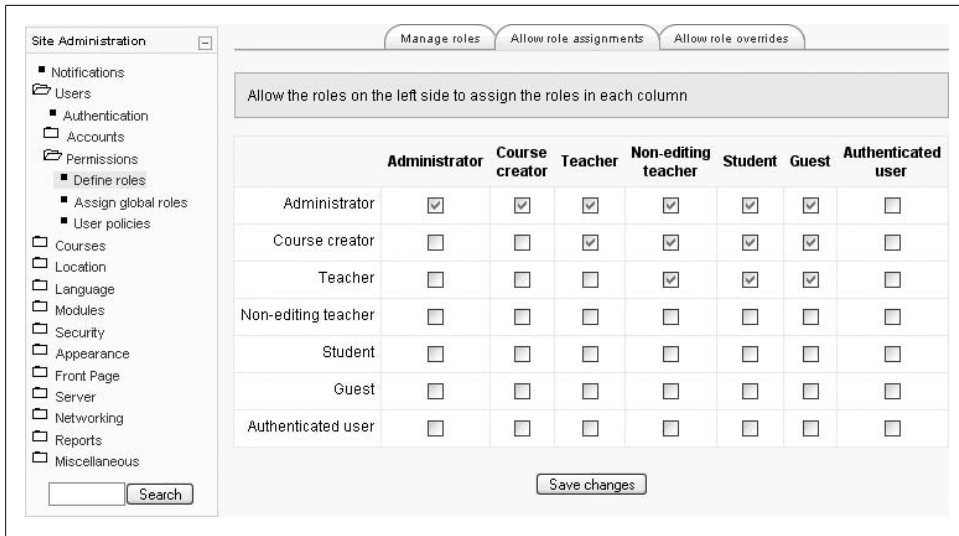 Site Administration
Notifications
Users
Authentication
Accounts
Permissions
Define roles
Assign global roles
User policies
Courses
Location
Language
Modules
Security
Appearance
Front Page
Server
Networking
Reports
Miscellaneous
Search
Manage roles Allow role assignments Allow role overrides
Allow the roles on the left side to assign the roles in each column
Administrator Course creator Teacher Non-editing teacher Student Guest Authenticated user
Administrator
Course creator
Teacher
Non-editing teacher
Student
Guest
Authenticated user
Save changes